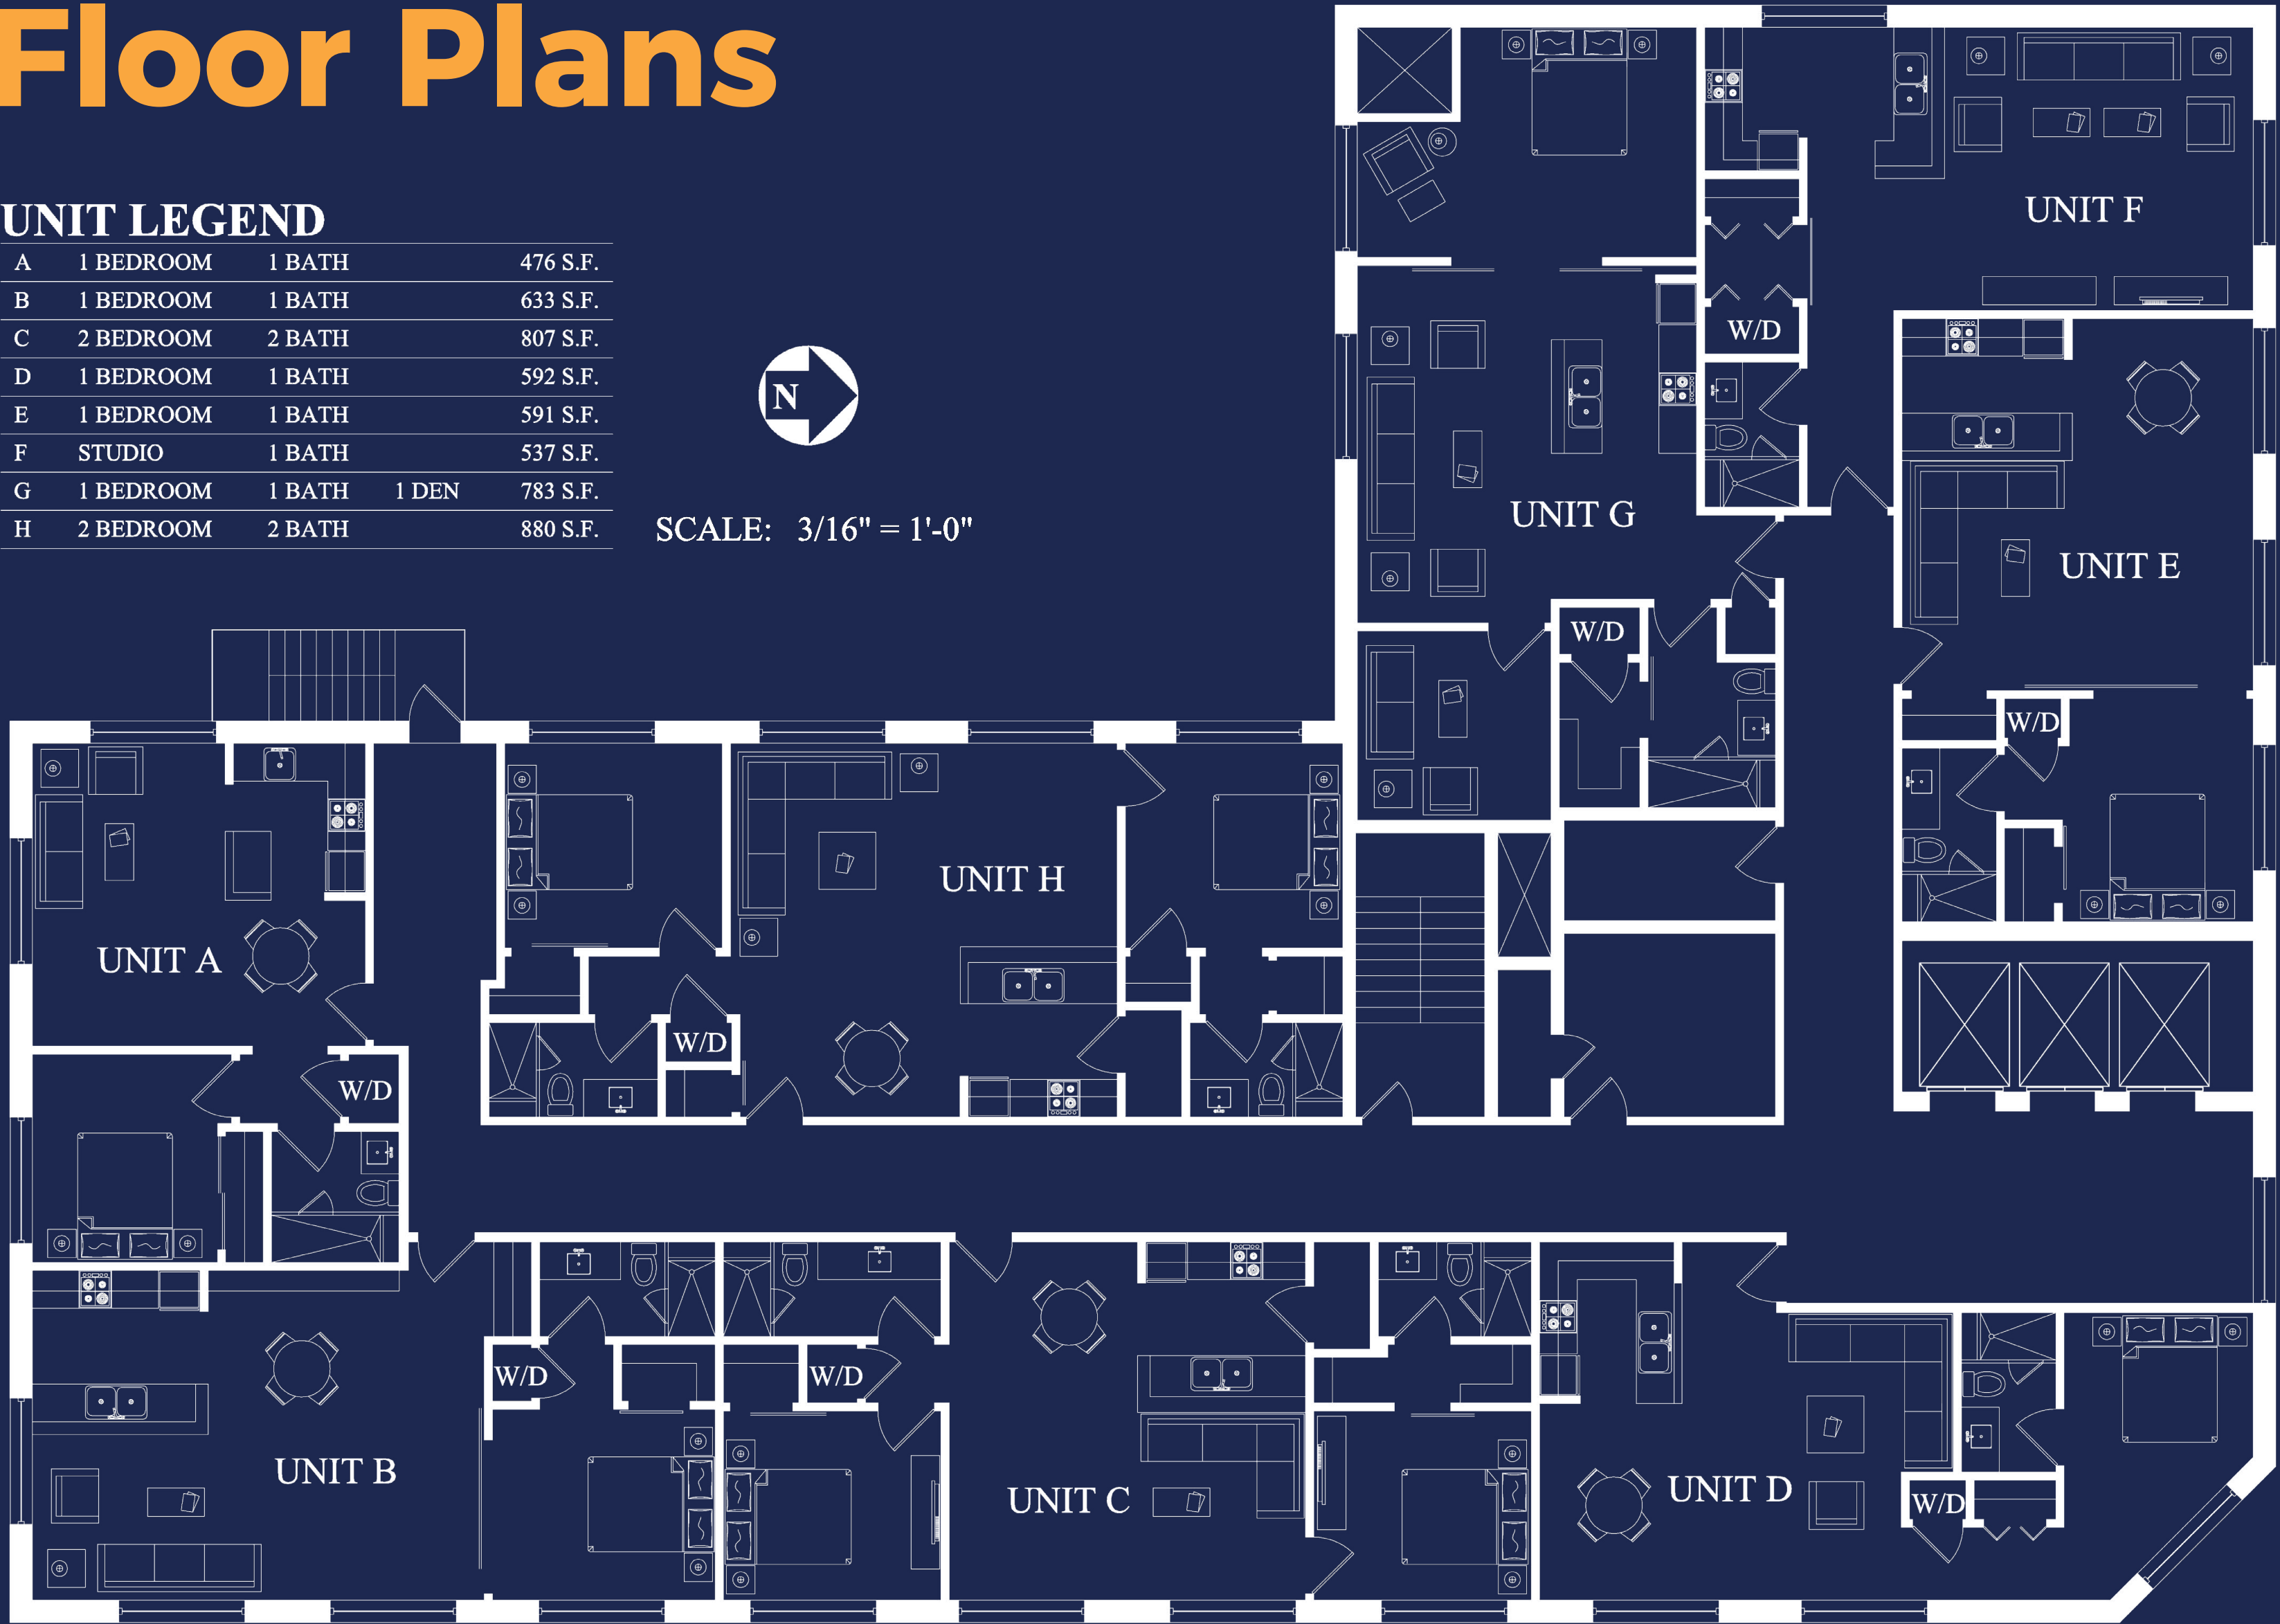 Floor Plans
UNIT LEGEND
A 1 BEDROOM 1 BATH 476 S.F.
B 1 BEDROOM 1 BATH 633 S.F.
C 2 BEDROOM 2 BATH 807 S.F.
D 1 BEDROOM 1 BATH 592 S.F.
E 1 BEDROOM 1 BATH 591 S.F.
F STUDIO 1 BATH 537 S.F.
G 1 BEDROOM 1 BATH 1 DEN 783 S.F.
H 2 BEDROOM 2 BATH 880 S.F.
N
SCALE: 3/16" = 1'-0"
UNIT F
W/D
UNIT G
UNIT E
W/D
W/D
UNIT H
UNIT A
W/D
W/D
W/D
W/D
UNIT B
UNIT C
UNIT D
W/D